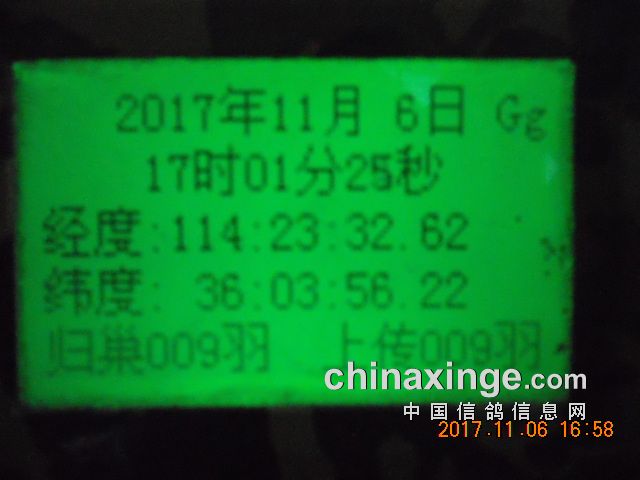 2017年11月 6日 Gg
17时01分25秒
经度:114:23:32.62
纬度: 36:03:56.22
归巢009羽 上传009羽
chinaxinge.com
中国信鸽信息网
2017.11.06 16:58